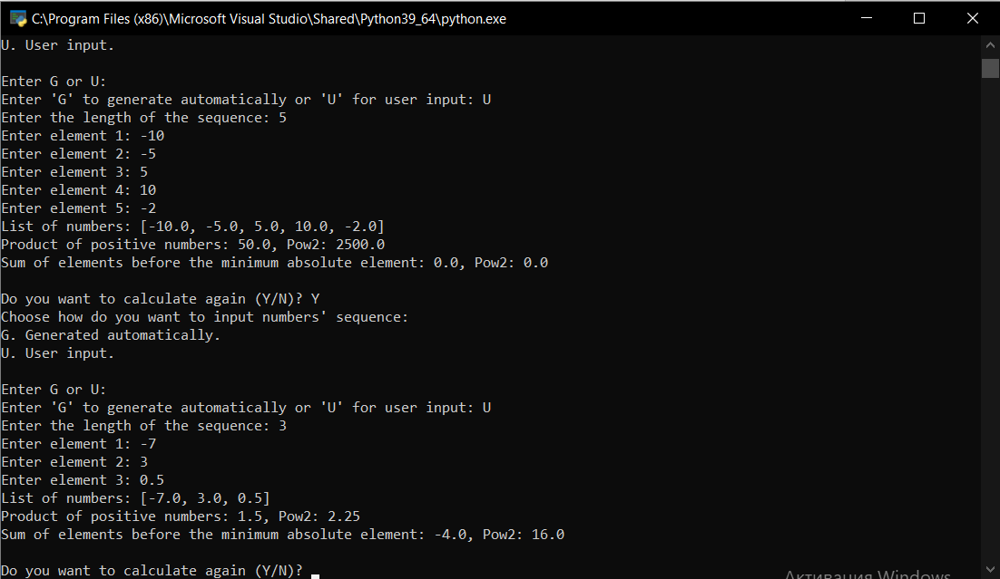 C:\Program Files (x86)\Microsoft Visual Studio\Shared\Python39_64\python.exe
U. User input.
Enter G or U:
Enter 'G' to generate automatically or 'U' for user input: U
Enter the length of the sequence: 5
Enter element 1: -10
Enter element 2: -5
Enter element 3: 5
Enter element 4: 10
Enter element 5: -2
List of numbers: [-10.0, -5.0, 5.0, 10.0, -2.0]
Product of positive numbers: 50.0, Pow2: 2500.0
Sum of elements before the minimum absolute element: 0.0, Pow2: 0.0
Do you want to calculate again (Y/N)? Y
Choose how do you want to input numbers' sequence:
G. Generated automatically.
U. User input.
Enter G or U:
Enter 'G' to generate automatically or 'U' for user input: U
Enter the length of the sequence: 3
Enter element 1: -7
Enter element 2: 3
Enter element 3: 0.5
List of numbers: [-7.0, 3.0, 0.5]
Product of positive numbers: 1.5, Pow2: 2.25
Sum of elements before the minimum absolute element: -4.0, Pow2: 16.0
Do you want to calculate again (Y/N)?
Активация Windows